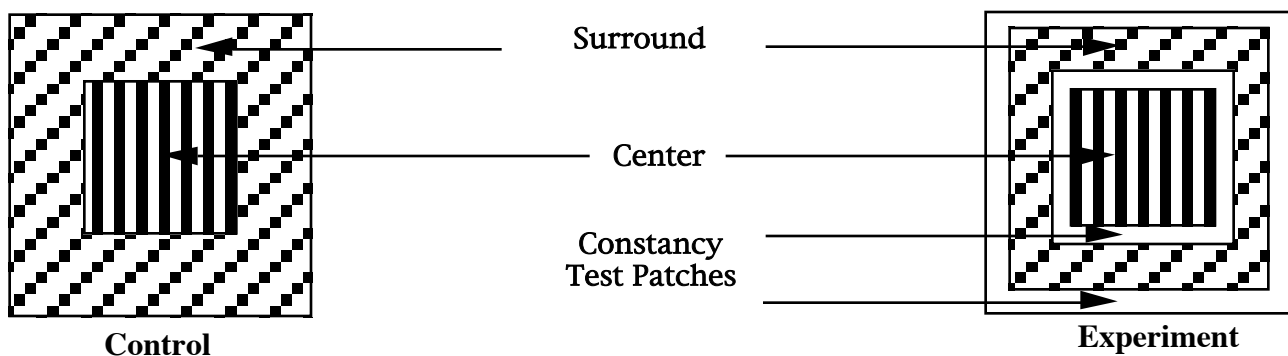 Surround
Center
Constancy
Test Patches
Control
Experiment